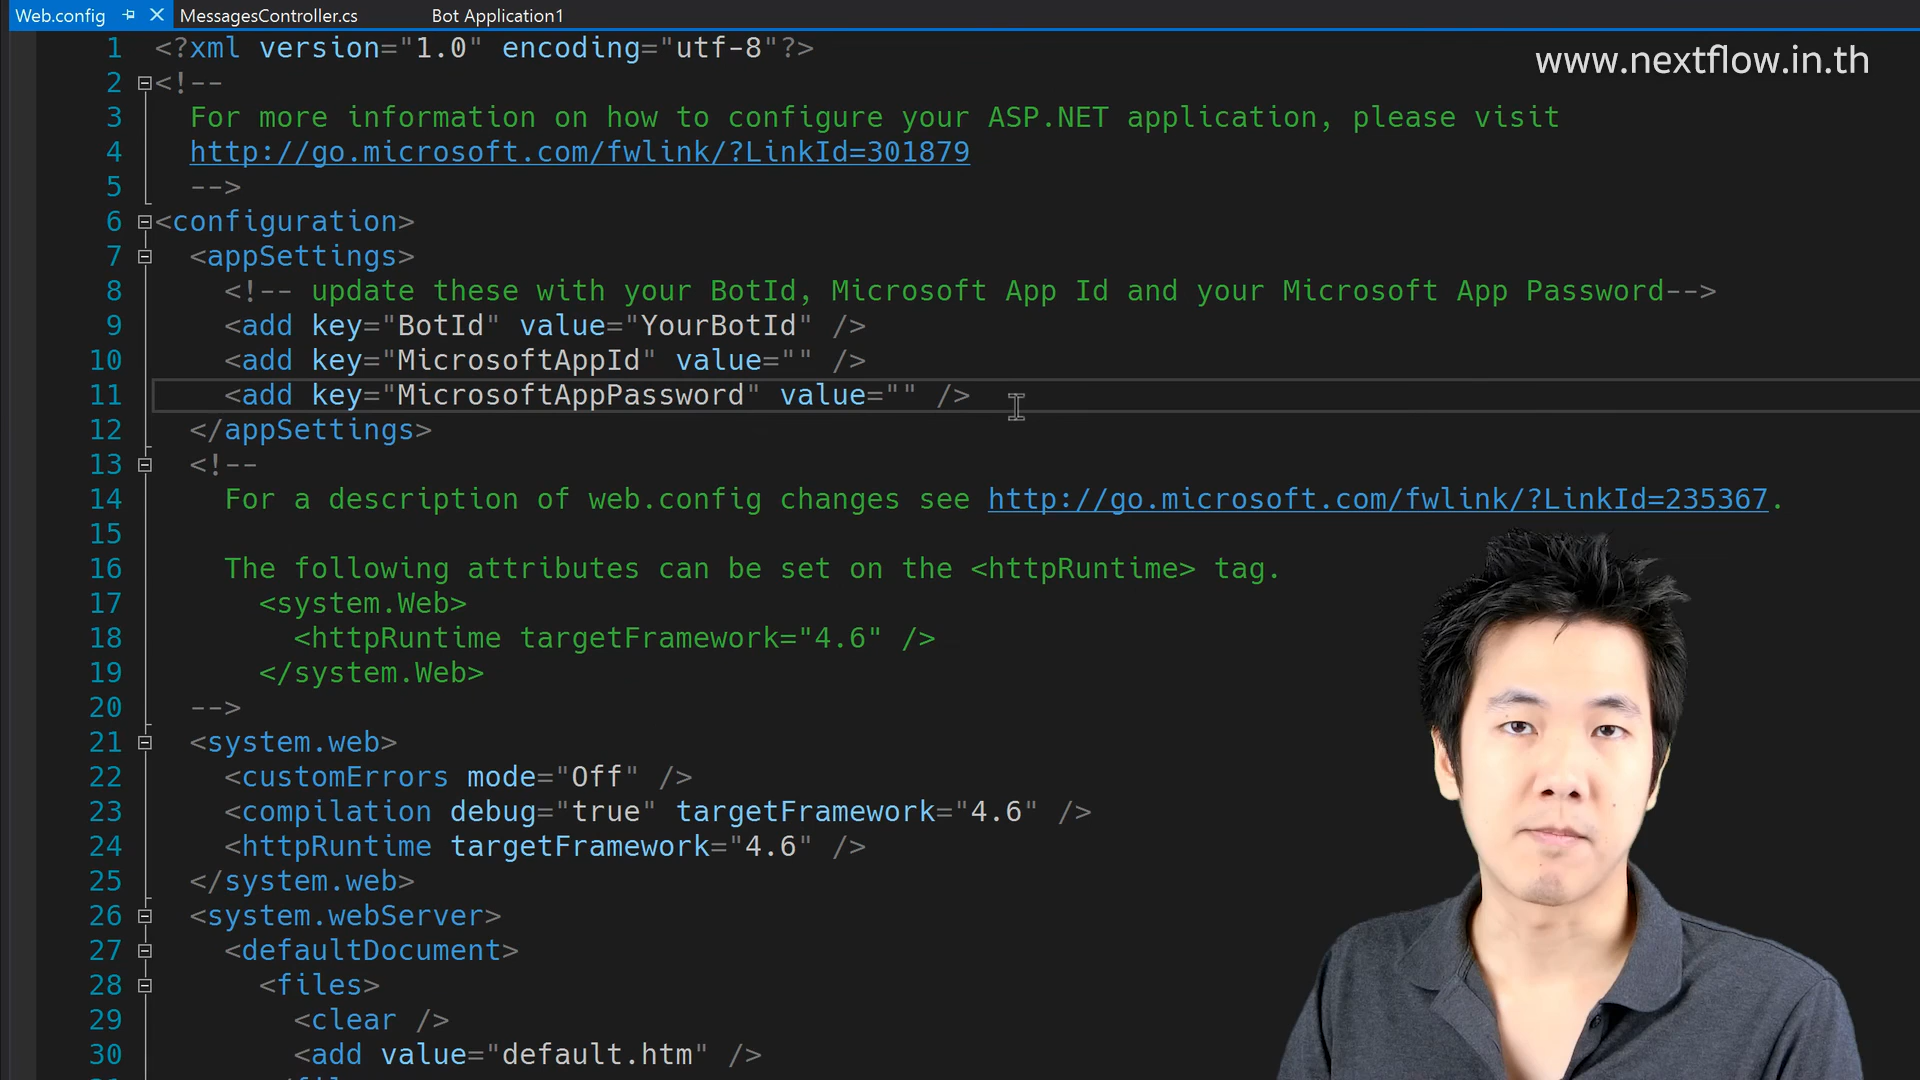 Web.config
MessagesController.cs
Bot Application1
www.nextflow.in.th
1 <?xml version="1.0" encoding="utf-8"?>
2 <!--
3 For more information on how to configure your ASP.NET application, please visit
4 http://go.microsoft.com/fwlink/?LinkId=301879
5 -->
6 <configuration>
7 <appSettings>
8 <!-- update these with your BotId, Microsoft App Id and your Microsoft App Password-->
9 <add key="BotId" value="YourBotId" />
10 <add key="MicrosoftAppId" value="" />
11 <add key="MicrosoftAppPassword" value="" />
12 </appSettings>
13 <!--
14 For a description of web.config changes see http://go.microsoft.com/fwlink/?LinkId=235367.
15
16 The following attributes can be set on the <httpRuntime> tag.
17 <system.Web>
18 <httpRuntime targetFramework="4.6" />
19 </system.Web>
20 -->
21 <system.web>
22 <customErrors mode="Off" />
23 <compilation debug="true" targetFramework="4.6" />
24 <httpRuntime targetFramework="4.6" />
25 </system.web>
26 <system.webServer>
27 <defaultDocument>
28 <files>
29 <clear />
30 <add value="default.htm" />